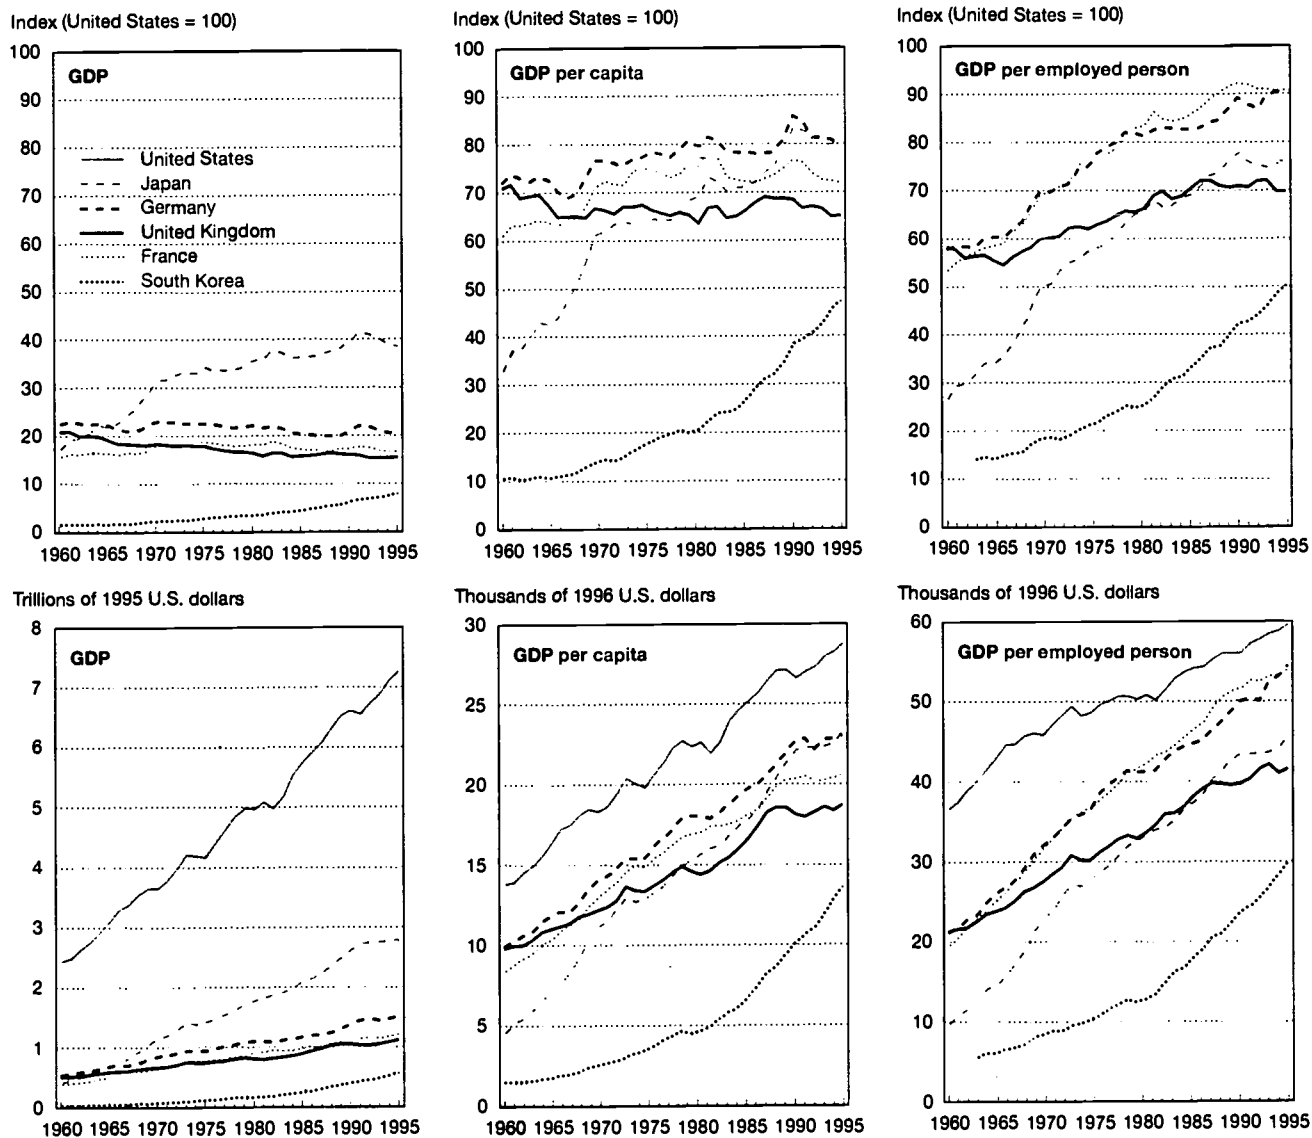 Index (United States = 100)
GDP
100
90
80
70
60
50
40
30
20
10
0
United States
Japan
Germany
United Kingdom
France
South Korea
1960 1965 1970 1975 1980 1985 1990 1995
Index (United States = 100)
GDP per capita
100
90
80
70
60
50
40
30
20
10
0
1960 1965 1970 1975 1980 1985 1990 1995
Index (United States = 100)
GDP per employed person
100
90
80
70
60
50
40
30
20
10
0
1960 1965 1970 1975 1980 1985 1990 1995
Trillions of 1995 U.S. dollars
GDP
8
7
6
5
4
3
2
1
0
1960 1965 1970 1975 1980 1985 1990 1995
Thousands of 1996 U.S. dollars
GDP per capita
30
25
20
15
10
5
0
1960 1965 1970 1975 1980 1985 1990 1995
Thousands of 1996 U.S. dollars
GDP per employed person
60
50
40
30
20
10
0
1960 1965 1970 1975 1980 1985 1990 1995